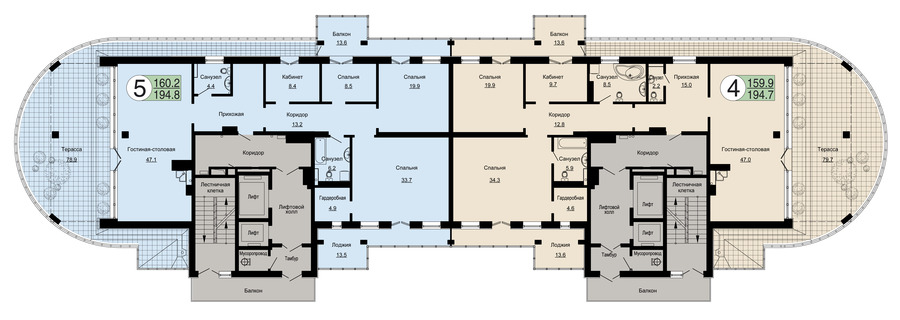 Балкон
13.6
Балкон
13.6
5
160.2
194.8
Санузел
4.4
Кабинет
8.4
Спальня
8.5
Спальня
19.9
Спальня
19.9
Кабинет
9.7
Санузел
8.5
Санузел
2.2
Прихожая
15.0
4
159.9
194.7
Прихожая
Коридор
13.2
Коридор
12.8
Терраса
78.9
Гостиная-столовая
47.1
Коридор
Санузел
6.2
Спальня
33.7
Спальня
34.3
Санузел
5.9
Коридор
Гостиная-столовая
47.0
Терраса
79.7
Лестничная
клетка
Лифт
Лифтовой
холл
Гардеробная
4.9
Гардеробная
4.6
Лифтовой
холл
Лифт
Лестничная
клетка
Лифт
Лифт
Мусоропровод
Тамбур
Лоджия
13.5
Лоджия
13.6
Тамбур
Мусоропровод
Балкон
Балкон